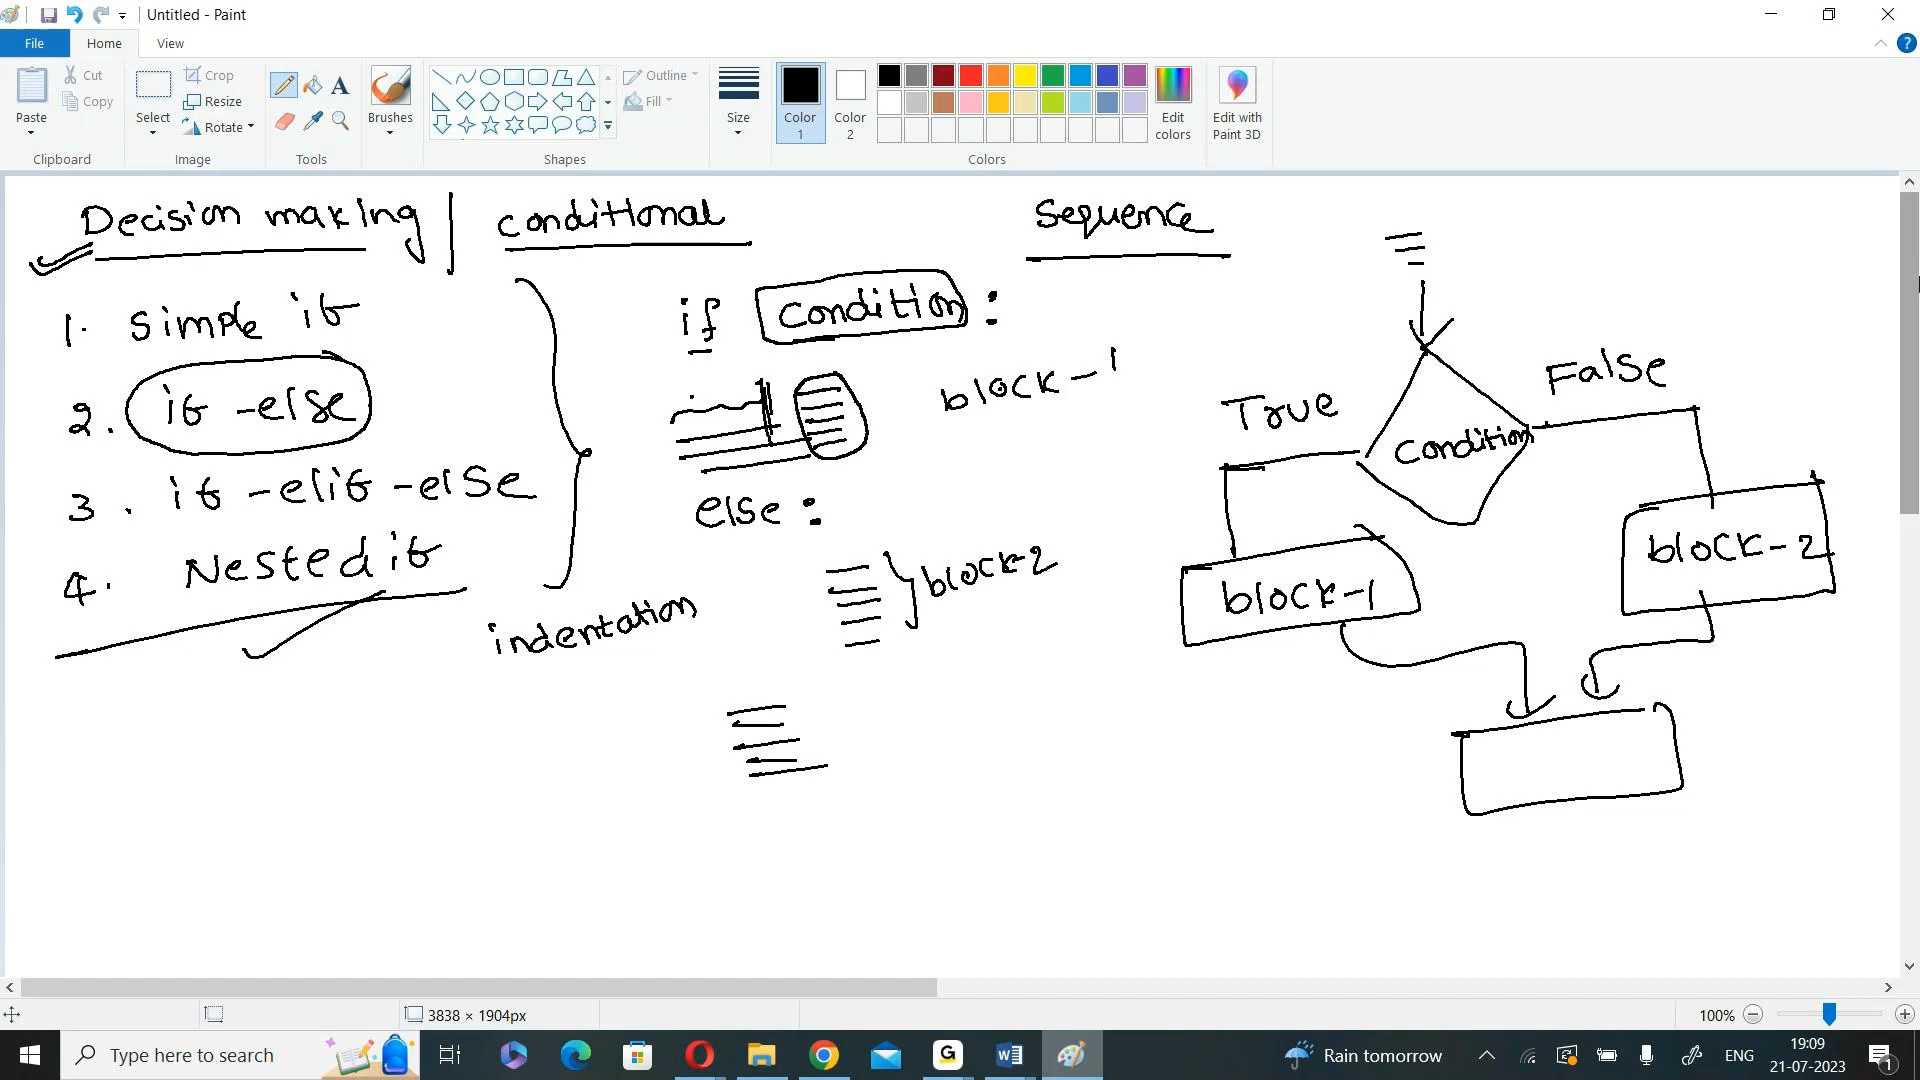 Untitled - Paint
File Home View
Cut
Copy
Paste
Crop
Resize
Rotate
Select
Brushes
Outline
Fill
Size
Color 1
Color 2
Edit colors
Edit with Paint 3D
Clipboard
Image
Tools
Shapes
Colors
Decision making | conditional
Sequence
1. simple if
2. if -else
3. if -elif -else
4. Nested if
indentation
if condition:
block-1
else:
block-2
True
False
condition
block-1
block-2
3838 × 1904px
100%
Type here to search
Rain tomorrow
ENG
19:09
21-07-2023
1